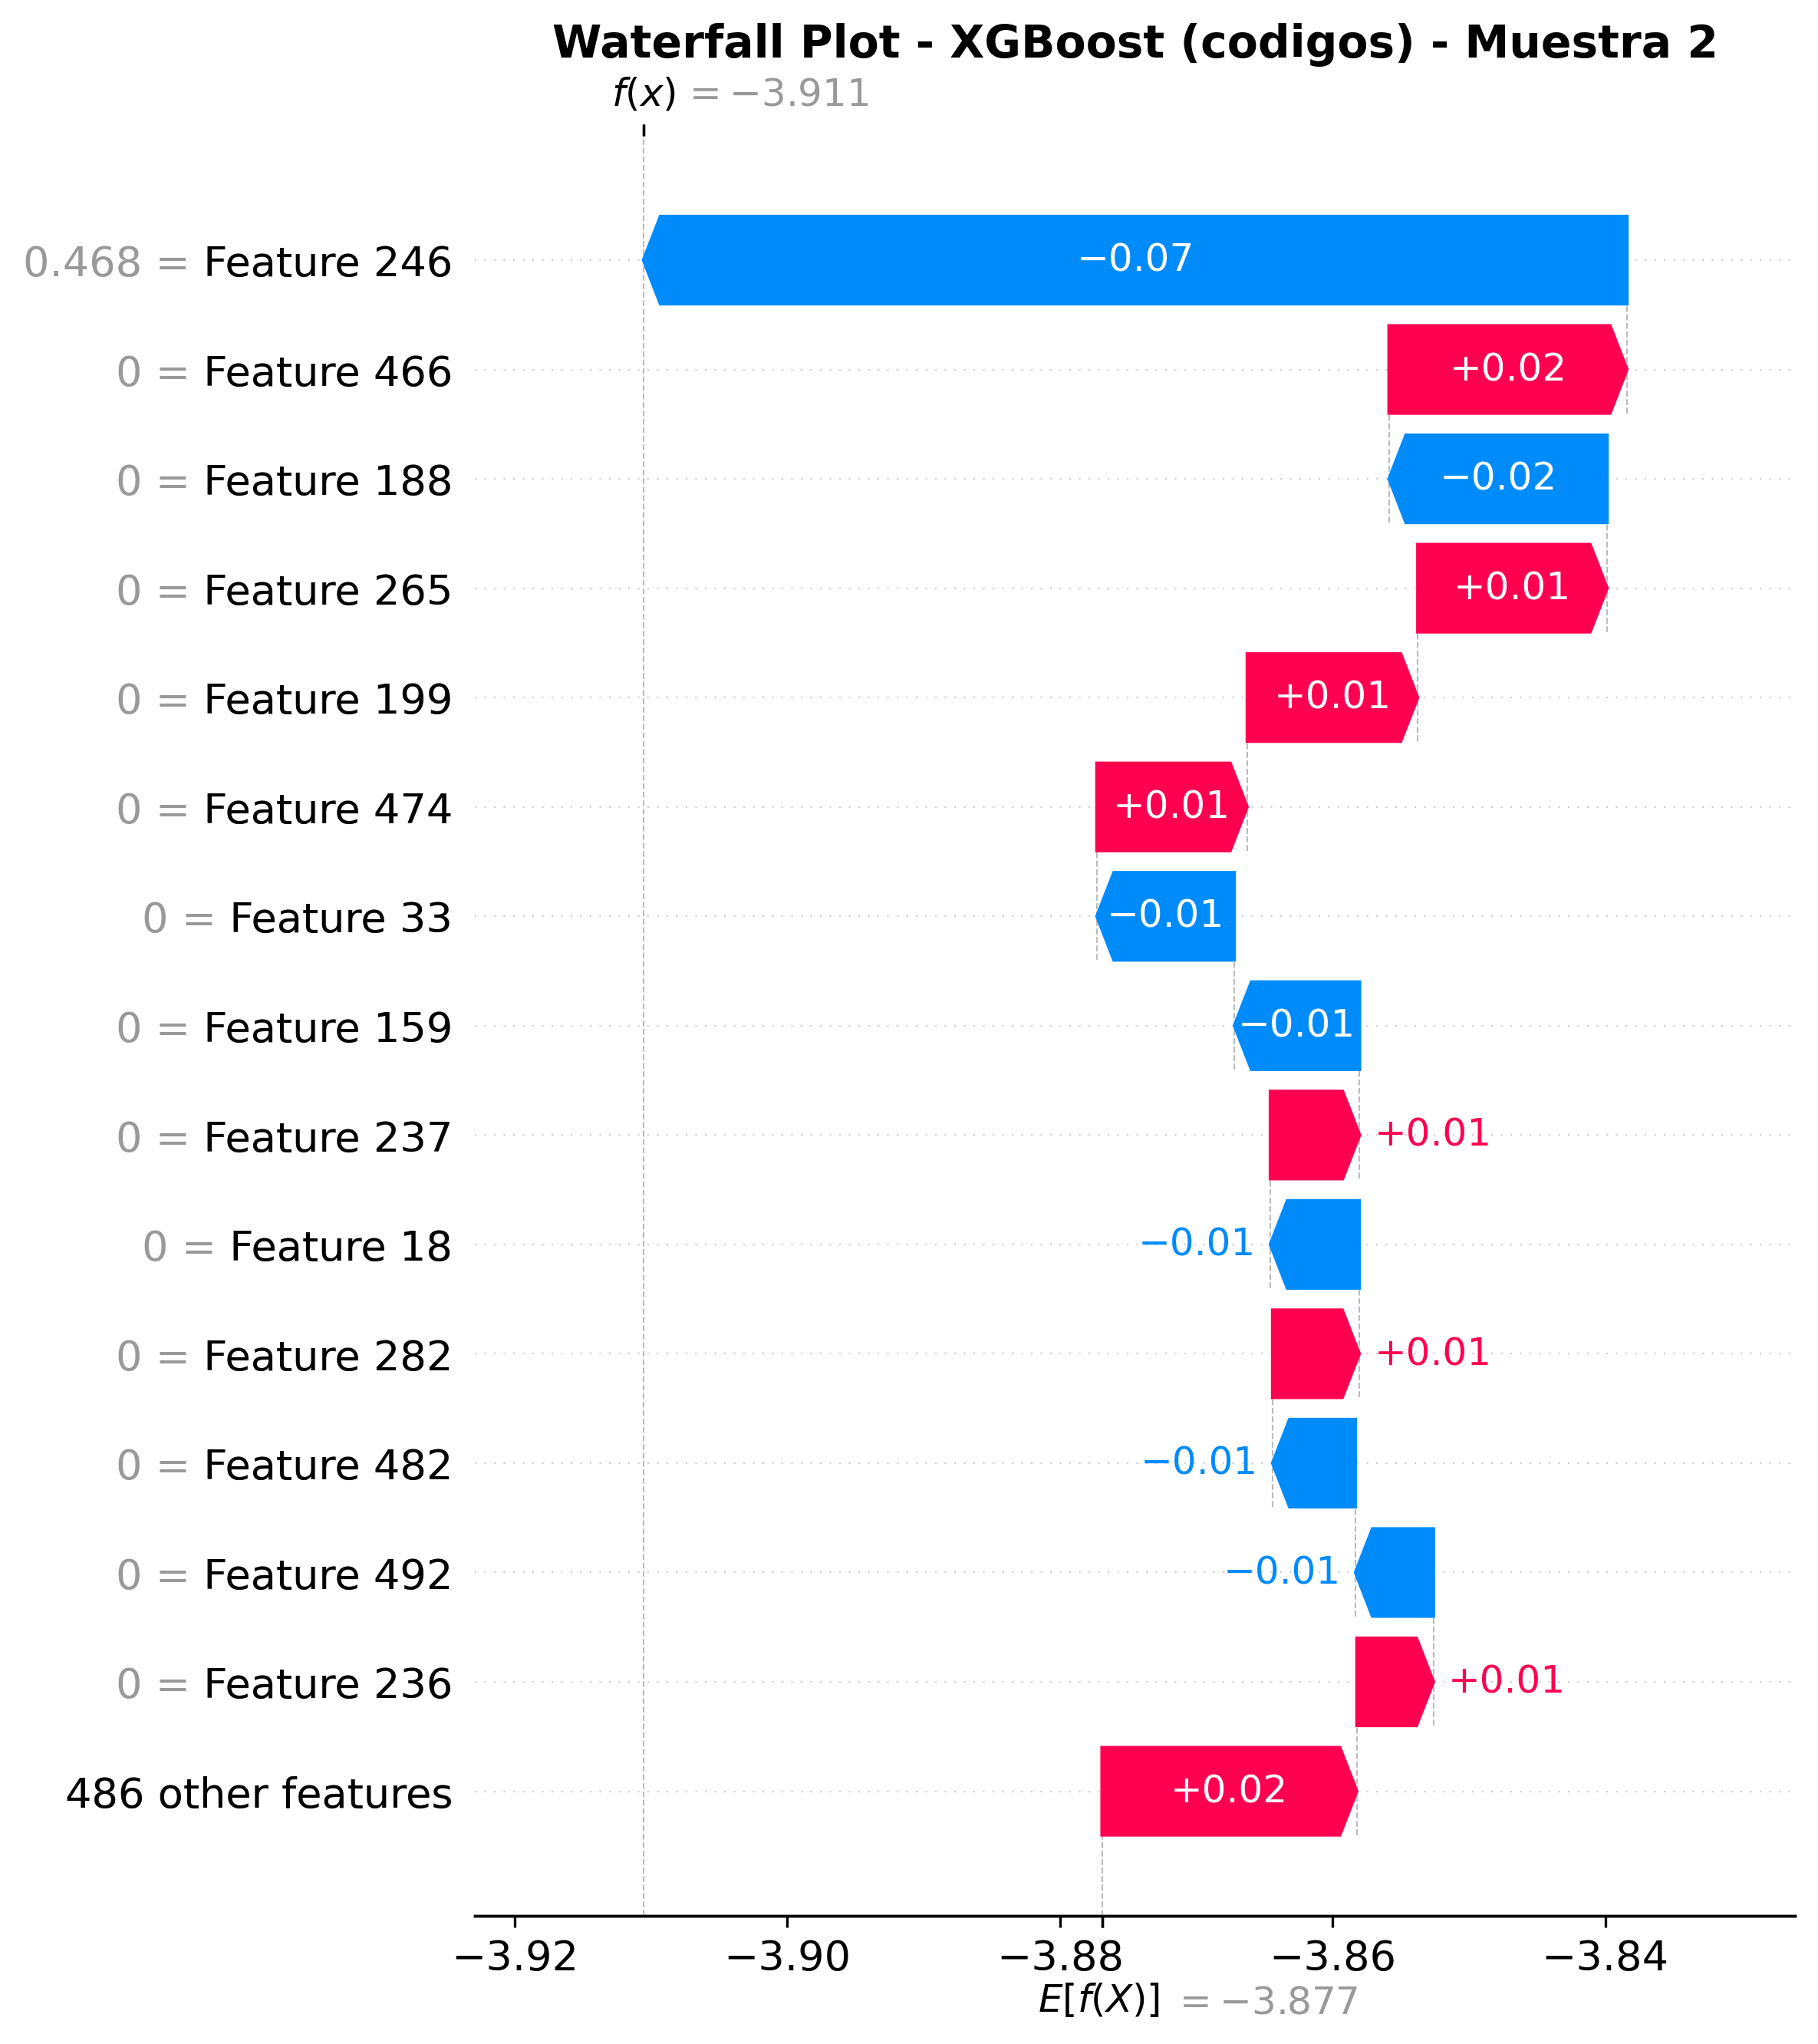 Waterfall Plot - XGBoost (codigos) - Muestra 2
f(x) = −3.911
0.468 = Feature 246 −0.07
0 = Feature 466 +0.02
0 = Feature 188 −0.02
0 = Feature 265 +0.01
0 = Feature 199 +0.01
0 = Feature 474 +0.01
0 = Feature 33 −0.01
0 = Feature 159 −0.01
0 = Feature 237 +0.01
0 = Feature 18 −0.01
0 = Feature 282 +0.01
0 = Feature 482 −0.01
0 = Feature 492 −0.01
0 = Feature 236 +0.01
486 other features +0.02
−3.92 −3.90 −3.88 −3.86 −3.84
E[f(X)] = −3.877